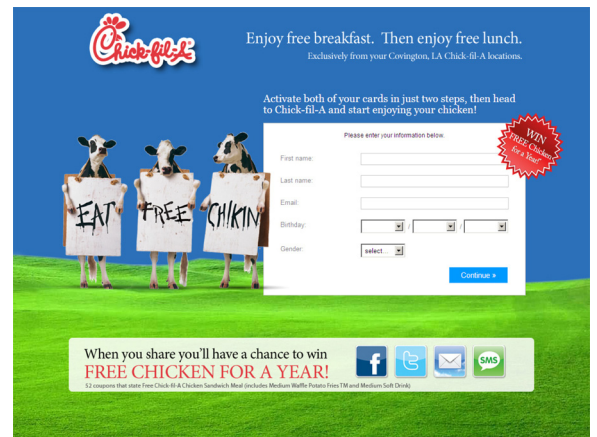 Chick-fil-A
Enjoy free breakfast. Then enjoy free lunch.
Exclusively from your Covington, LA Chick-fil-A locations.
Activate both of your cards in just two steps, then head
to Chick-fil-A and start enjoying your chicken!
Please enter your information below.
WIN
FREE Chicken
for a Year!
First name:
Last name:
Email:
Birthday:
/
/
Gender:
select...
Continue »
EAT
FREE
CHIKIN
When you share you'll have a chance to win
FREE CHICKEN FOR A YEAR!
52 coupons that state Free Chick-fil-A Chicken Sandwich Meal (includes Medium Waffle Potato Fries TM and Medium Soft Drink)
f
t
SMS